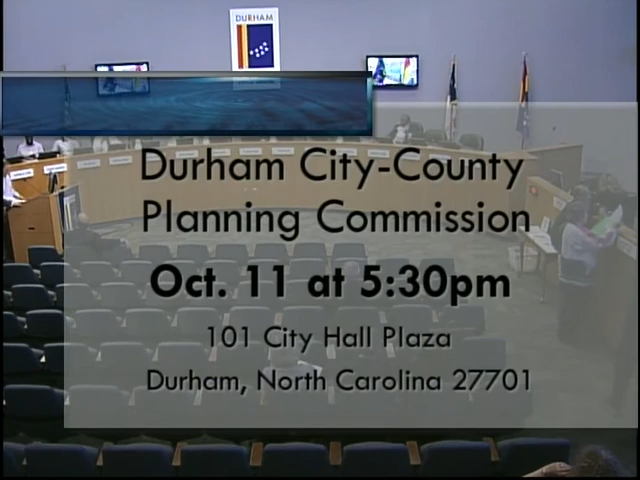 DURHAM
Durham City-County
Planning Commission
Oct. 11 at 5:30pm
101 City Hall Plaza
Durham, North Carolina 27701